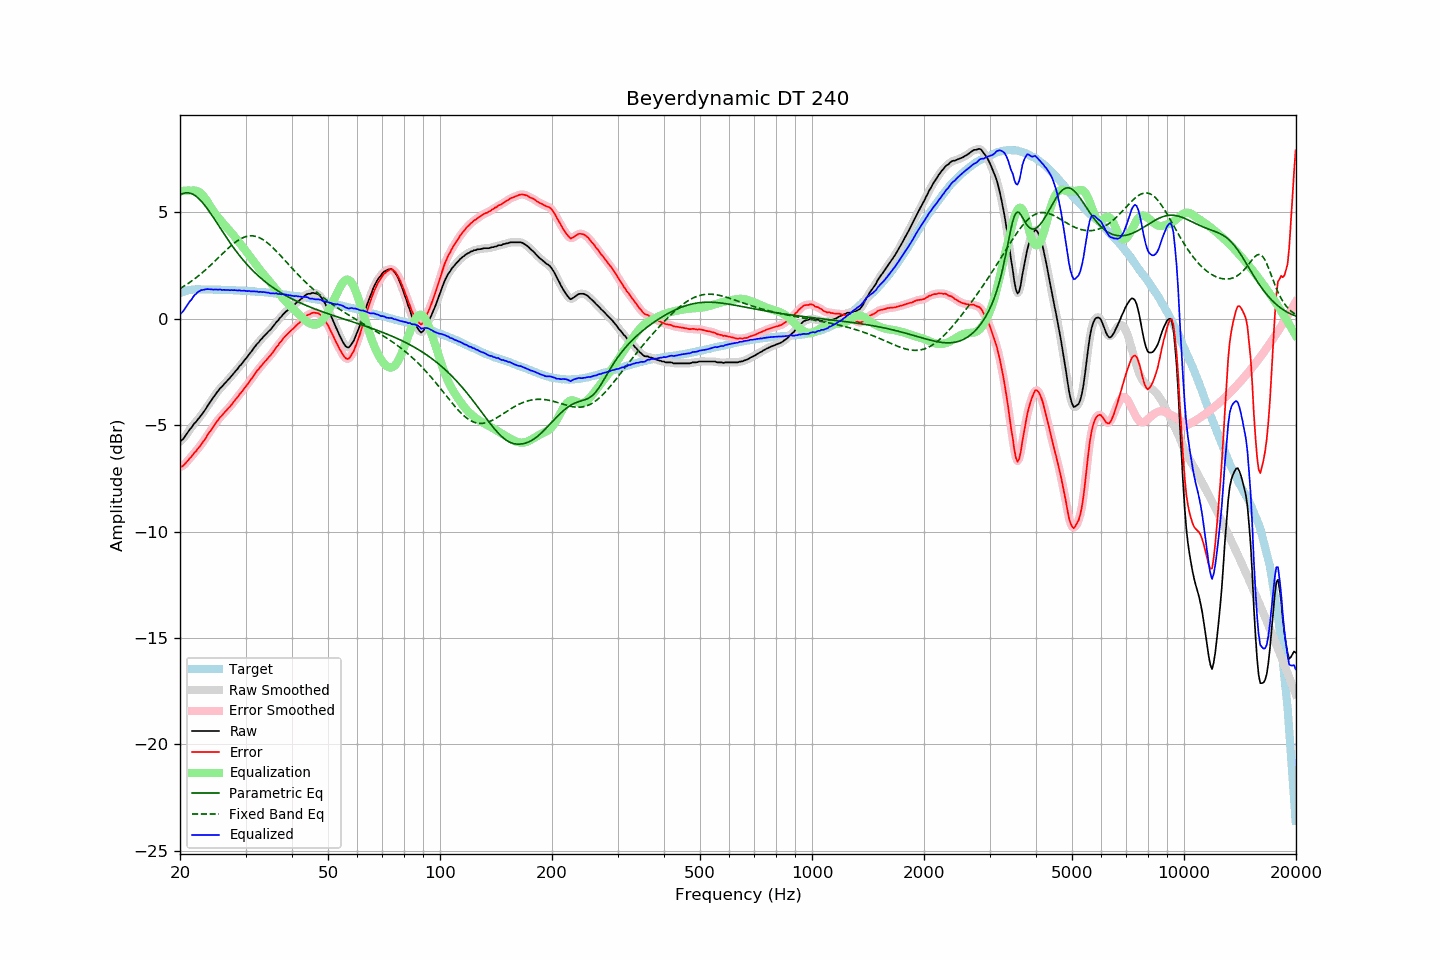 Beyerdynamic DT 240
Amplitude (dBr)
5
0
−5
−10
−15
−20
−25
Target
Raw Smoothed
Error Smoothed
Raw
Error
Equalization
Parametric Eq
Fixed Band Eq
Equalized
20 50 100 200 500 1000 2000 5000 10000 20000
Frequency (Hz)